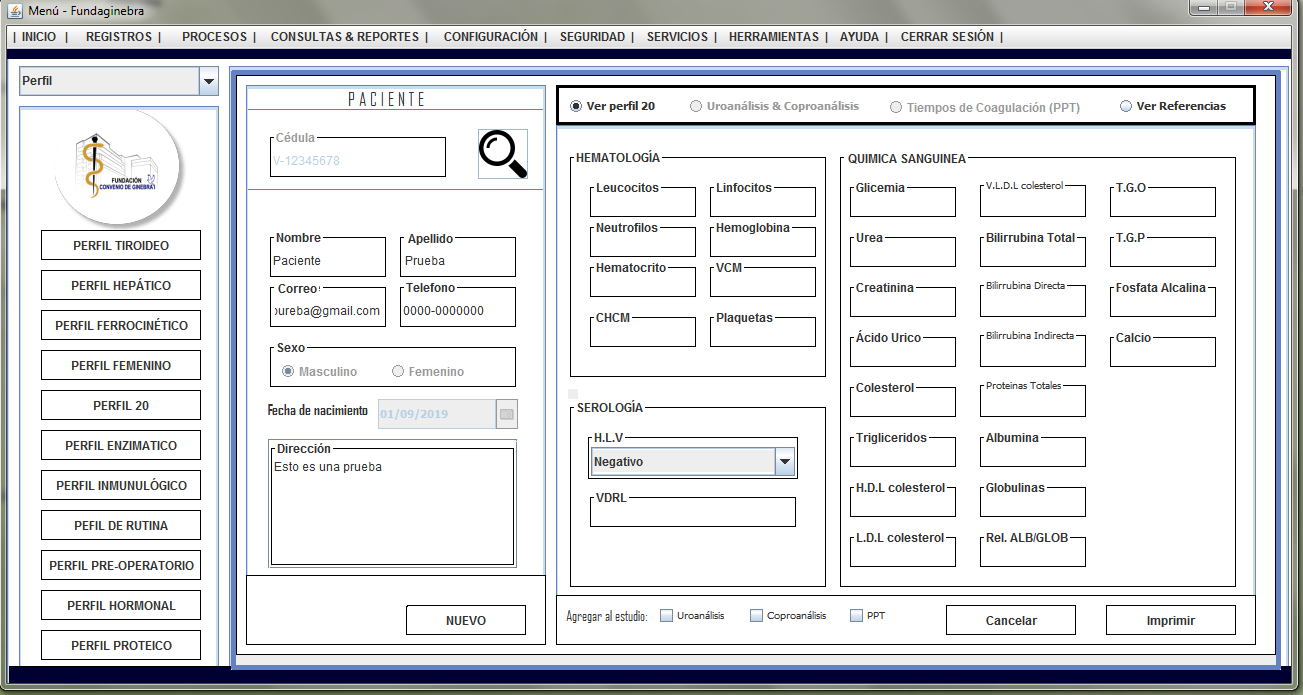 Menú - Fundaginebra
| INICIO | REGISTROS | PROCESOS | CONSULTAS & REPORTES | CONFIGURACIÓN | SEGURIDAD | SERVICIOS | HERRAMIENTAS | AYUDA | CERRAR SESIÓN |
Perfil
FUNDACIÓN
CONVENIO DE GINEBRA
PERFIL TIROIDEO
PERFIL HEPÁTICO
PERFIL FERROCINÉTICO
PERFIL FEMENINO
PERFIL 20
PERFIL ENZIMATICO
PERFIL INMUNULÓGICO
PEFIL DE RUTINA
PERFIL PRE-OPERATORIO
PERFIL HORMONAL
PERFIL PROTEICO
PACIENTE
Cédula
V-12345678
Nombre Apellido
Paciente Prueba
Correo: Telefono
ureba@gmail.com 0000-0000000
Sexo
Masculino Femenino
Fecha de nacimiento 01/09/2019
Dirección
Esto es una prueba
NUEVO
Ver perfil 20 Uroanálisis & Coproanálisis Tiempos de Coagulación (PPT) Ver Referencias
HEMATOLOGÍA
Leucocitos Linfocitos
Neutrofilos Hemoglobina
Hematocrito VCM
CHCM Plaquetas
SEROLOGÍA
H.L.V
Negativo
VDRL
QUIMICA SANGUINEA
Glicemia V.L.D.L colesterol T.G.O
Urea Bilirrubina Total T.G.P
Creatinina Bilirrubina Directa Fosfata Alcalina
Ácido Urico Bilirrubina Indirecta Calcio
Colesterol Proteinas Totales
Trigliceridos Albumina
H.D.L colesterol Globulinas
L.D.L colesterol Rel. ALB/GLOB
Agregar al estudio: Uroanálisis Coproanálisis PPT Cancelar Imprimir